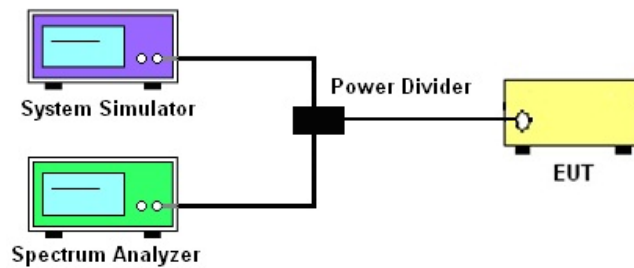 System Simulator
Power Divider
EUT
Spectrum Analyzer